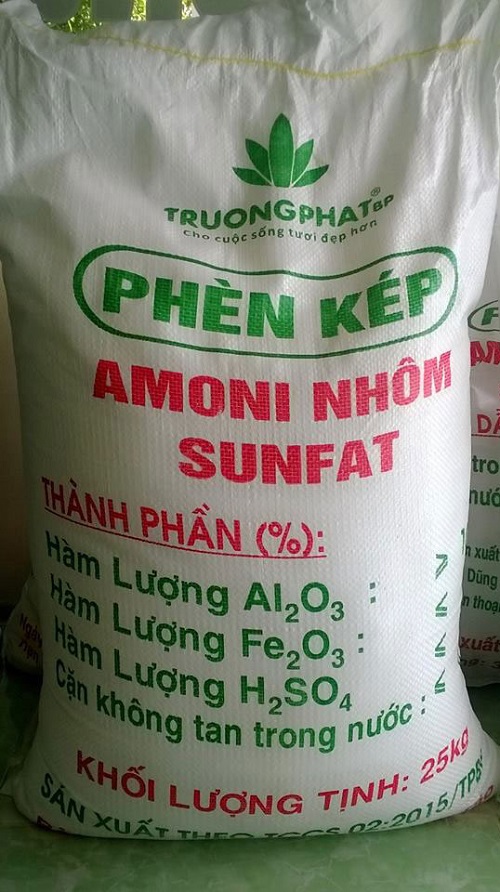 TRUONGPHAT®BP
Cho cuộc sống tươi đẹp hơn
PHÈN KÉP
AMONI NHÔM
SUNFAT
THÀNH PHẦN (%):
Hàm Lượng Al₂O₃ : ≥
Hàm Lượng Fe₂O₃ : ≤
Hàm Lượng H₂SO₄ ≤
Cặn không tan trong nước : ≤
KHỐI LƯỢNG TỊNH: 25kg
SẢN XUẤT THEO TCCS 02:2015/TPBP